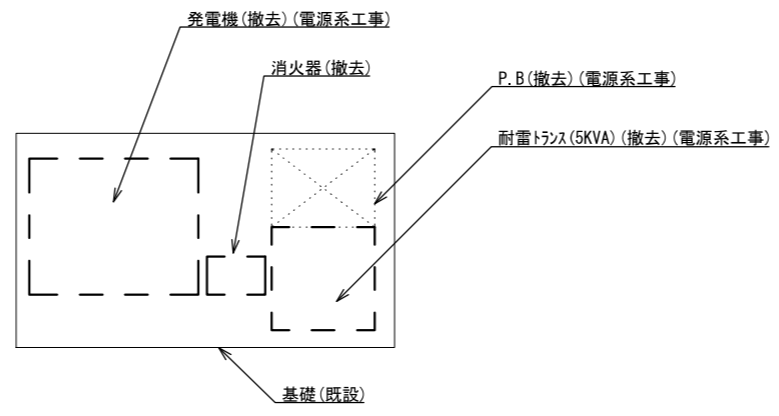 発電機(撤去)(電源系工事)
消火器(撤去)
P.B(撤去)(電源系工事)
耐雷ﾄﾗﾝｽ(5KVA)(撤去)(電源系工事)
基礎(既設)